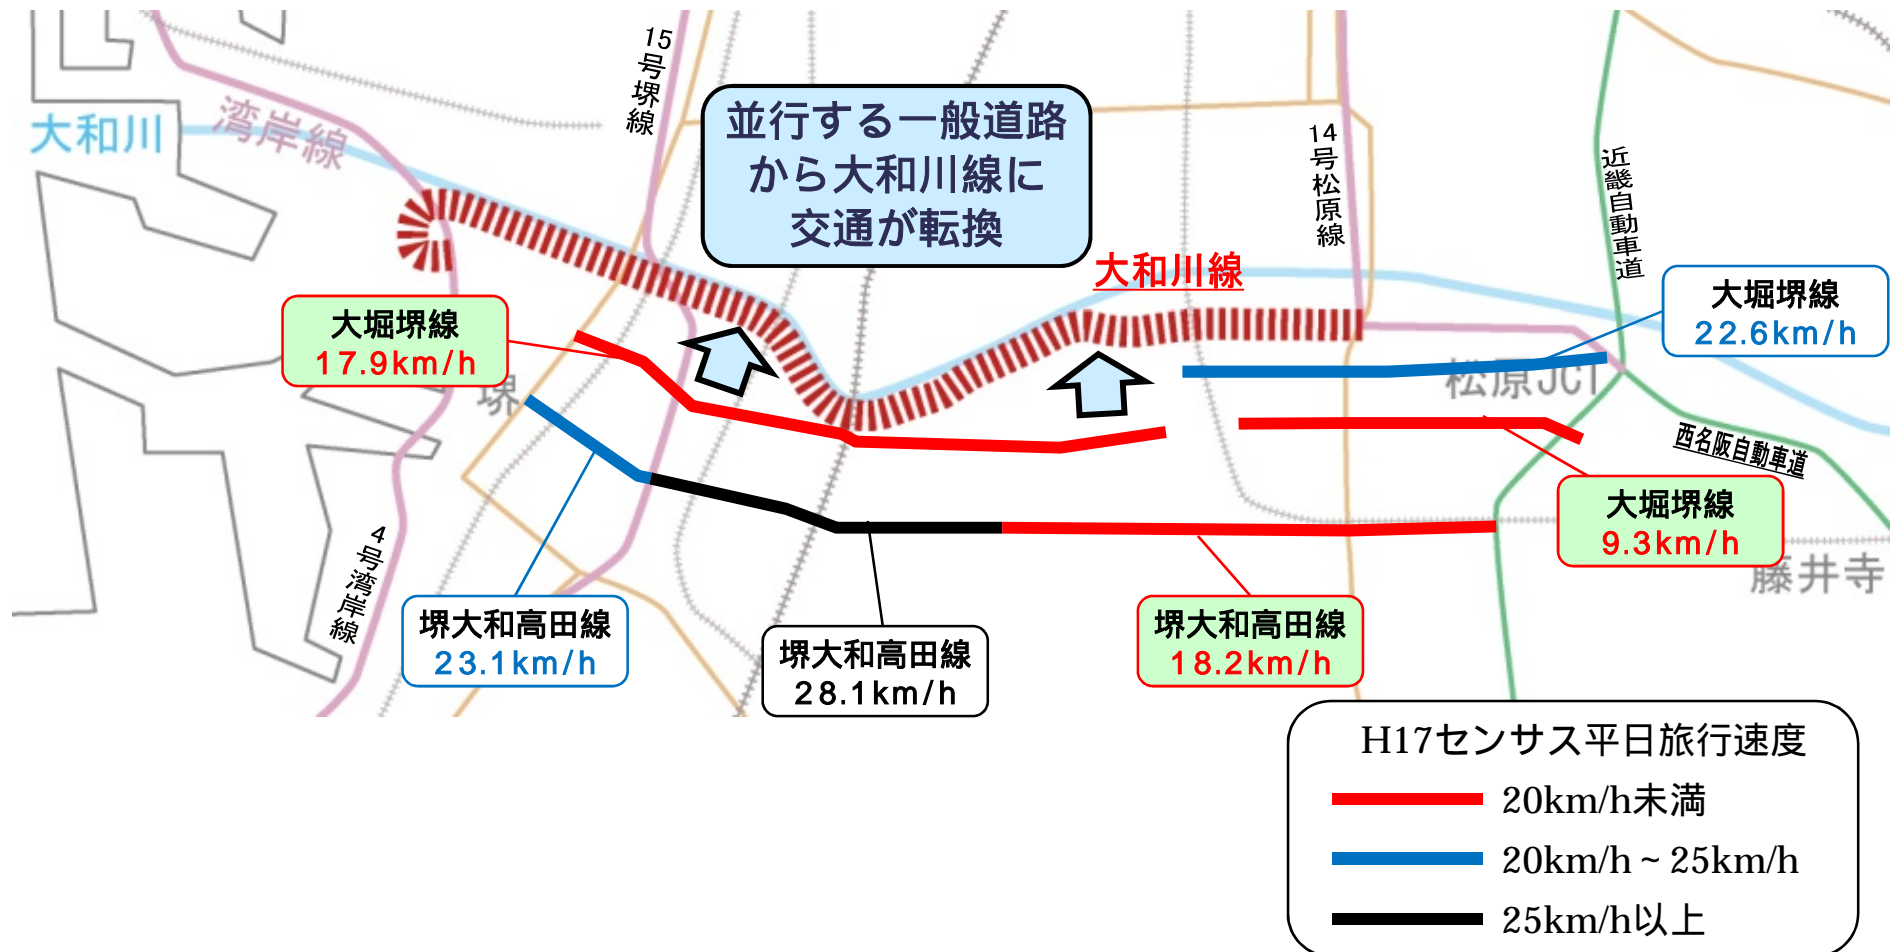 15号堺線
並行する一般道路
から大和川線に
交通が転換
大和川
湾岸線
14号松原線
近畿自動車道
大和川線
大堀堺線
22.6km/h
大堀堺線
17.9km/h
堺
松原JCT
西名阪自動車道
大堀堺線
9.3km/h
4号湾岸線
藤井寺
堺大和高田線
23.1km/h
堺大和高田線
28.1km/h
堺大和高田線
18.2km/h
H17センサス平日旅行速度
20km/h未満
20km/h~25km/h
25km/h以上